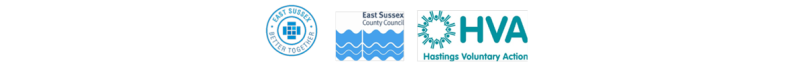 EAST SUSSEX
BETTER TOGETHER
East Sussex
County Council
HVA
Hastings Voluntary Action